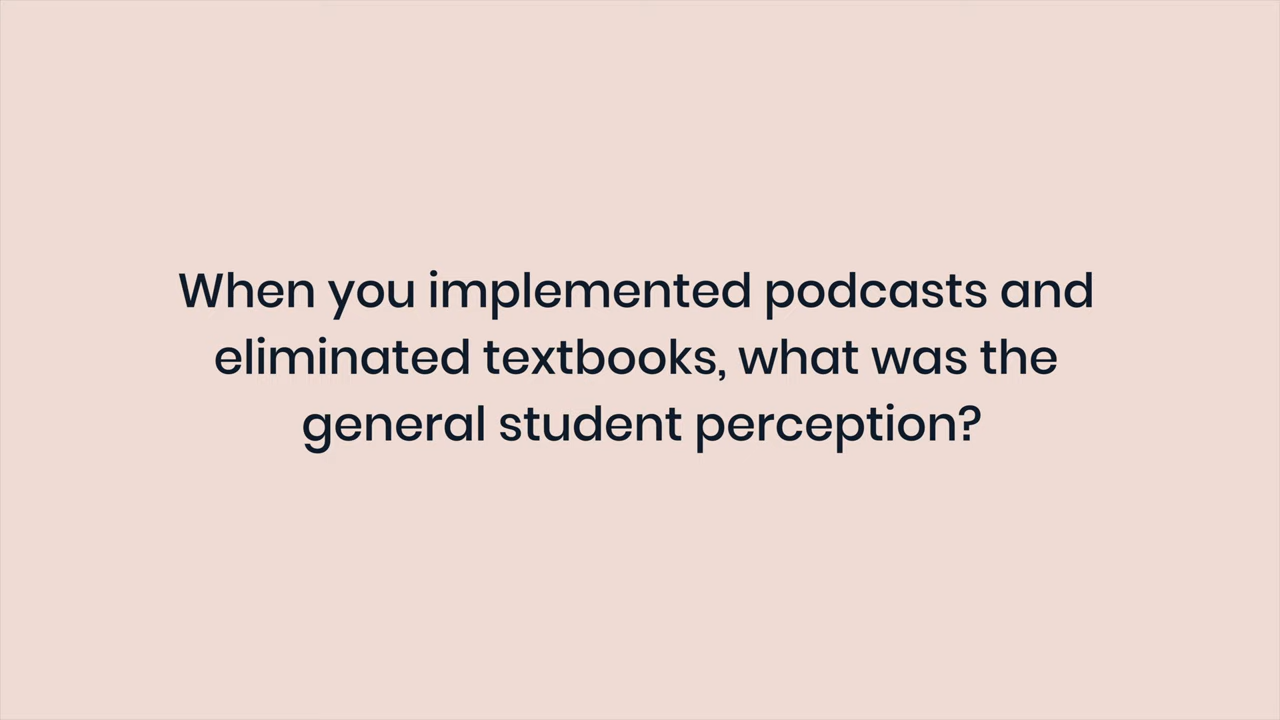 When you implemented podcasts and
eliminated textbooks, what was the
general student perception?